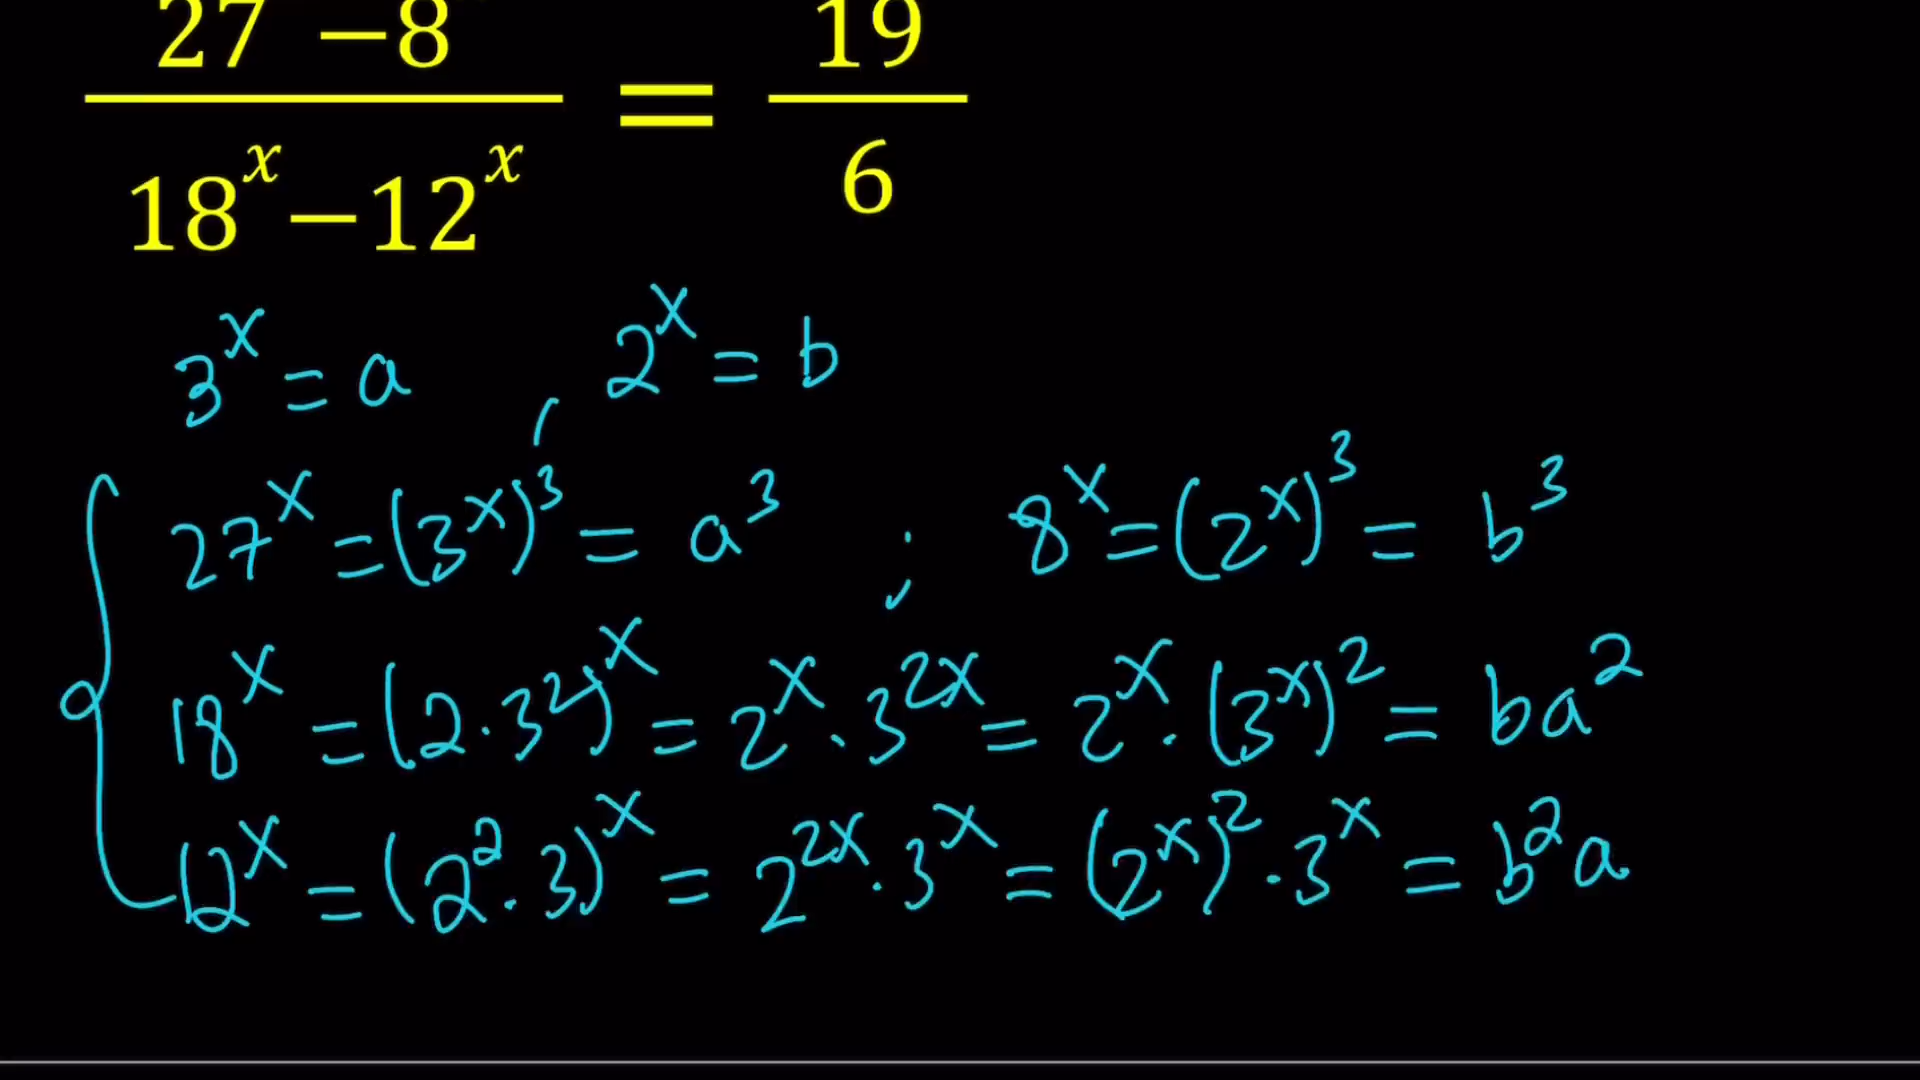 27 − 8 / 18^x − 12^x = 19 / 6
3^x = a , 2^x = b
27^x = (3^x)^3 = a^3 ; 8^x = (2^x)^3 = b^3
18^x = (2·3^2)^x = 2^x · 3^2x = 2^x · (3^x)^2 = ba^2
12^x = (2^2·3)^x = 2^2x · 3^x = (2^x)^2 · 3^x = b^2a